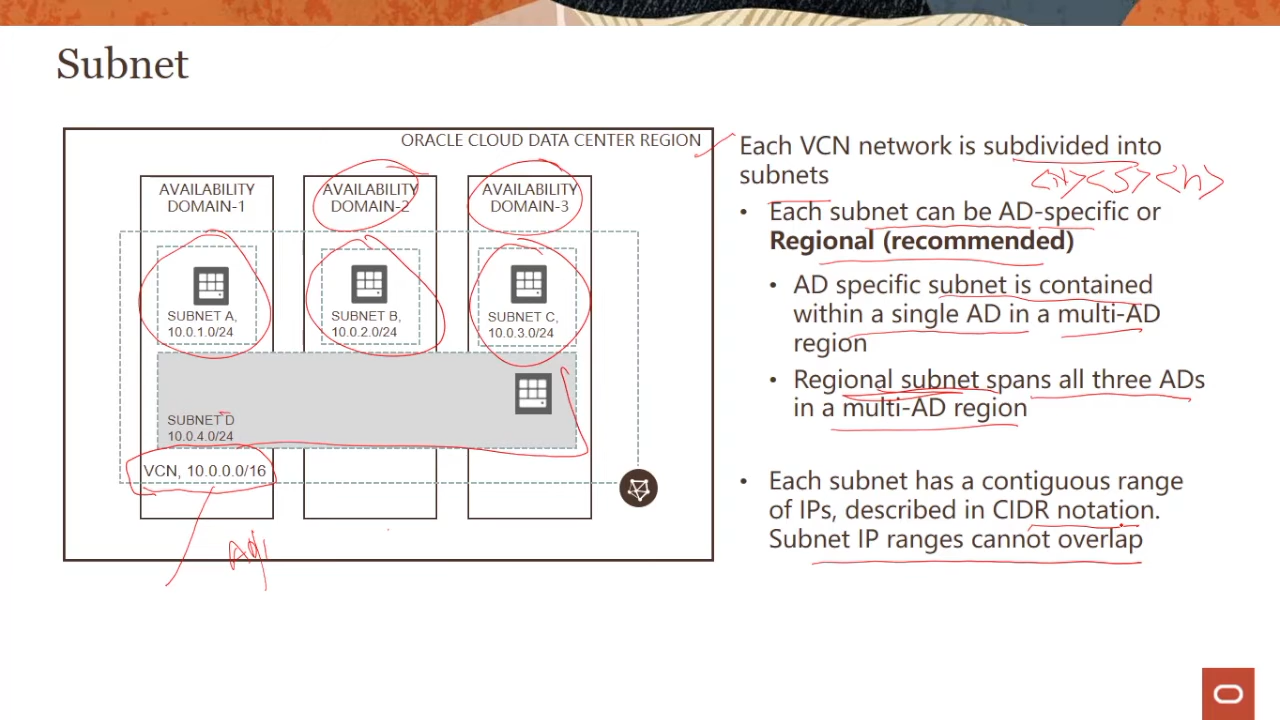 Subnet
ORACLE CLOUD DATA CENTER REGION
AVAILABILITY
DOMAIN-1
AVAILABILITY
DOMAIN-2
AVAILABILITY
DOMAIN-3
SUBNET A,
10.0.1.0/24
SUBNET B,
10.0.2.0/24
SUBNET C,
10.0.3.0/24
SUBNET D
10.0.4.0/24
VCN, 10.0.0.0/16
Each VCN network is subdivided into
subnets
<S> <h>
• Each subnet can be AD-specific or
Regional (recommended)
• AD specific subnet is contained
within a single AD in a multi-AD
region
• Regional subnet spans all three ADs
in a multi-AD region
• Each subnet has a contiguous range
of IPs, described in CIDR notation.
Subnet IP ranges cannot overlap